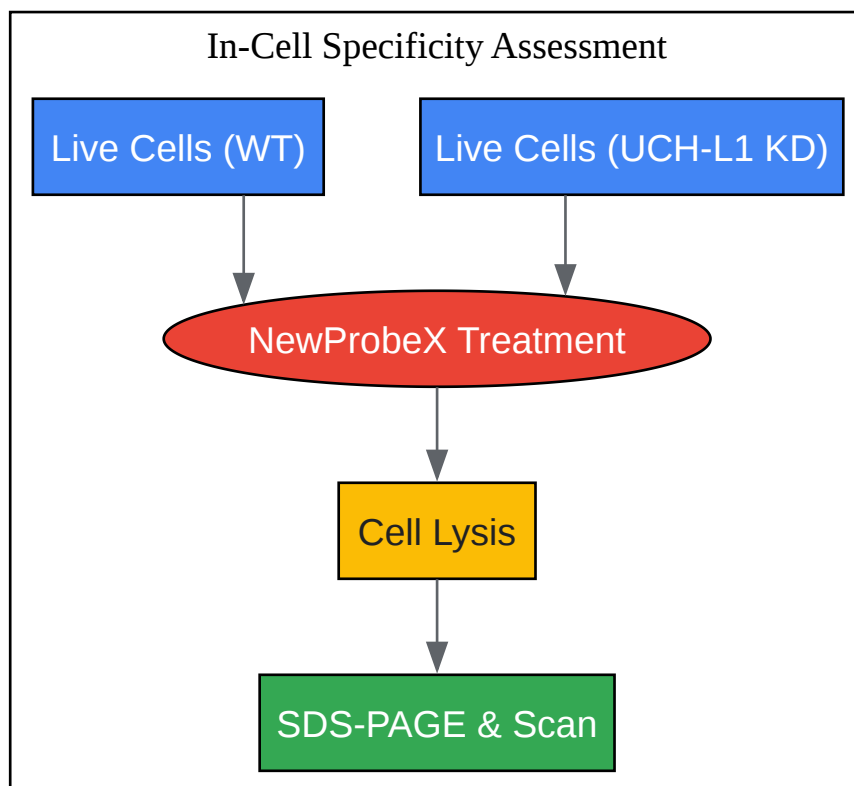 In-Cell Specificity Assessment
Live Cells (WT)
Live Cells (UCH-L1 KD)
NewProbeX Treatment
Cell Lysis
SDS-PAGE & Scan